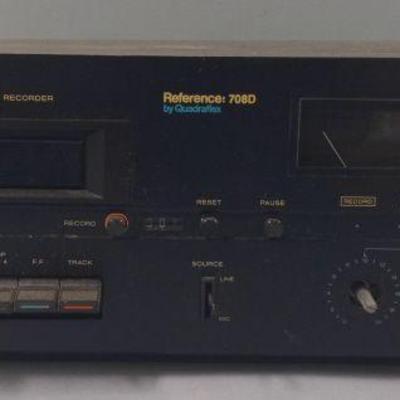 RECORDER
Reference: 708D
by Quadraflex
RESET
PAUSE
RECORD
RECORD
F.F.
TRACK
SOURCE
LINE
MIC